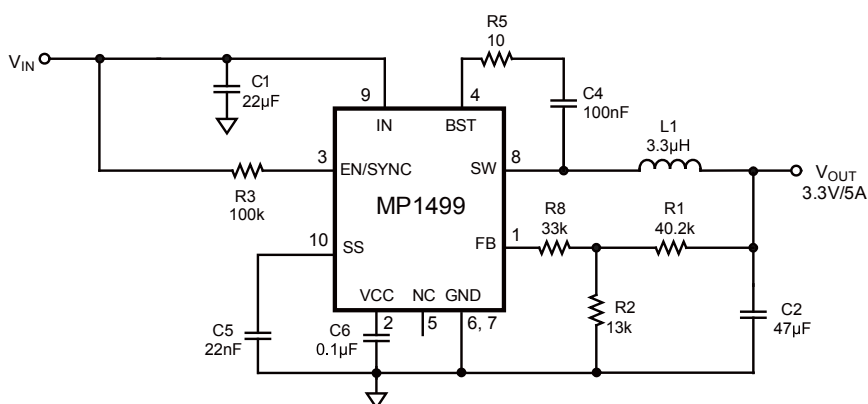 R5
10
V_IN
C1
22µF
9
4
C4
100nF
IN
BST
L1
3.3µH
3
EN/SYNC
SW
8
V_OUT
3.3V/5A
R3
100k
MP1499
R8
33k
R1
40.2k
10
SS
FB
1
VCC
NC
GND
R2
13k
C2
47µF
C5
22nF
C6
0.1µF
2
5
6, 7